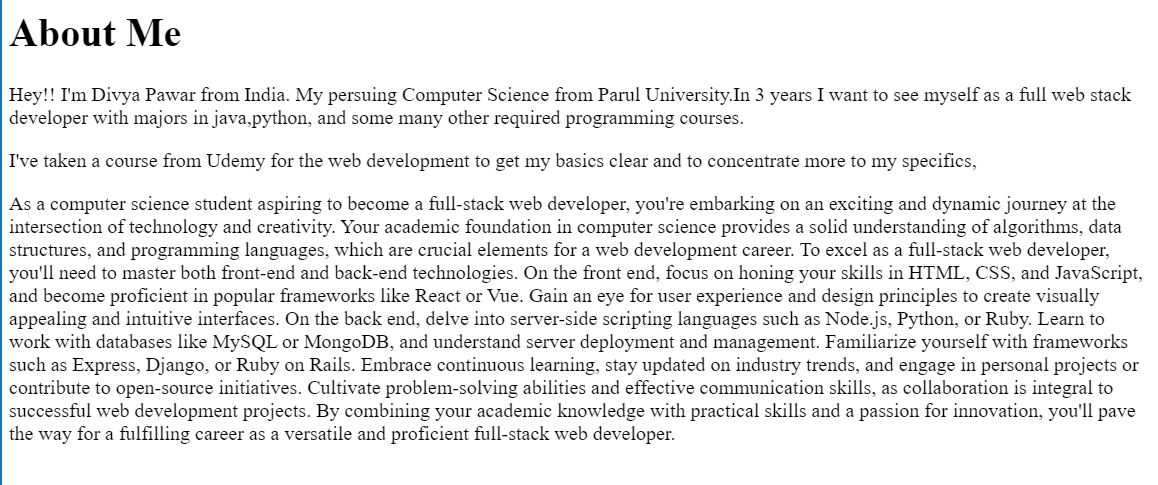 About Me
Hey!! I'm Divya Pawar from India. My persuing Computer Science from Parul University.In 3 years I want to see myself as a full web stack
developer with majors in java,python, and some many other required programming courses.
I've taken a course from Udemy for the web development to get my basics clear and to concentrate more to my specifics,
As a computer science student aspiring to become a full-stack web developer, you're embarking on an exciting and dynamic journey at the
intersection of technology and creativity. Your academic foundation in computer science provides a solid understanding of algorithms, data
structures, and programming languages, which are crucial elements for a web development career. To excel as a full-stack web developer,
you'll need to master both front-end and back-end technologies. On the front end, focus on honing your skills in HTML, CSS, and JavaScript,
and become proficient in popular frameworks like React or Vue. Gain an eye for user experience and design principles to create visually
appealing and intuitive interfaces. On the back end, delve into server-side scripting languages such as Node.js, Python, or Ruby. Learn to
work with databases like MySQL or MongoDB, and understand server deployment and management. Familiarize yourself with frameworks
such as Express, Django, or Ruby on Rails. Embrace continuous learning, stay updated on industry trends, and engage in personal projects or
contribute to open-source initiatives. Cultivate problem-solving abilities and effective communication skills, as collaboration is integral to
successful web development projects. By combining your academic knowledge with practical skills and a passion for innovation, you'll pave
the way for a fulfilling career as a versatile and proficient full-stack web developer.